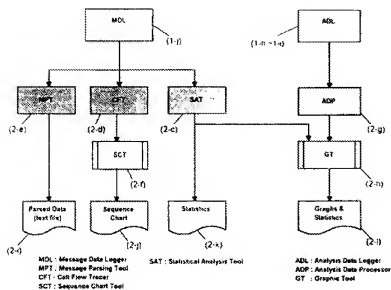 MDL
ADL
(1-j)
(1-h ~1-i)
MPT
CFT
SAT
ADP
(2-e)
(2-d)
(2-c)
(2-g)
SCT
GT
(2-f)
(2-h)
Parsed Data
(text file)
Sequence
Chart
Statistics
Graphs &
Statistics
(2-j)
(2-k)
(2-l)
MDL : Message Data Logger
MPT : Message Parsing Tool
CFT : Call Flow Tracer
SCT : Sequence Chart Tool
SAT : Statistical Analysis Tool
ADL : Analysis Data Logger
ADP : Analysis Data Processor
GT : Graphic Tool